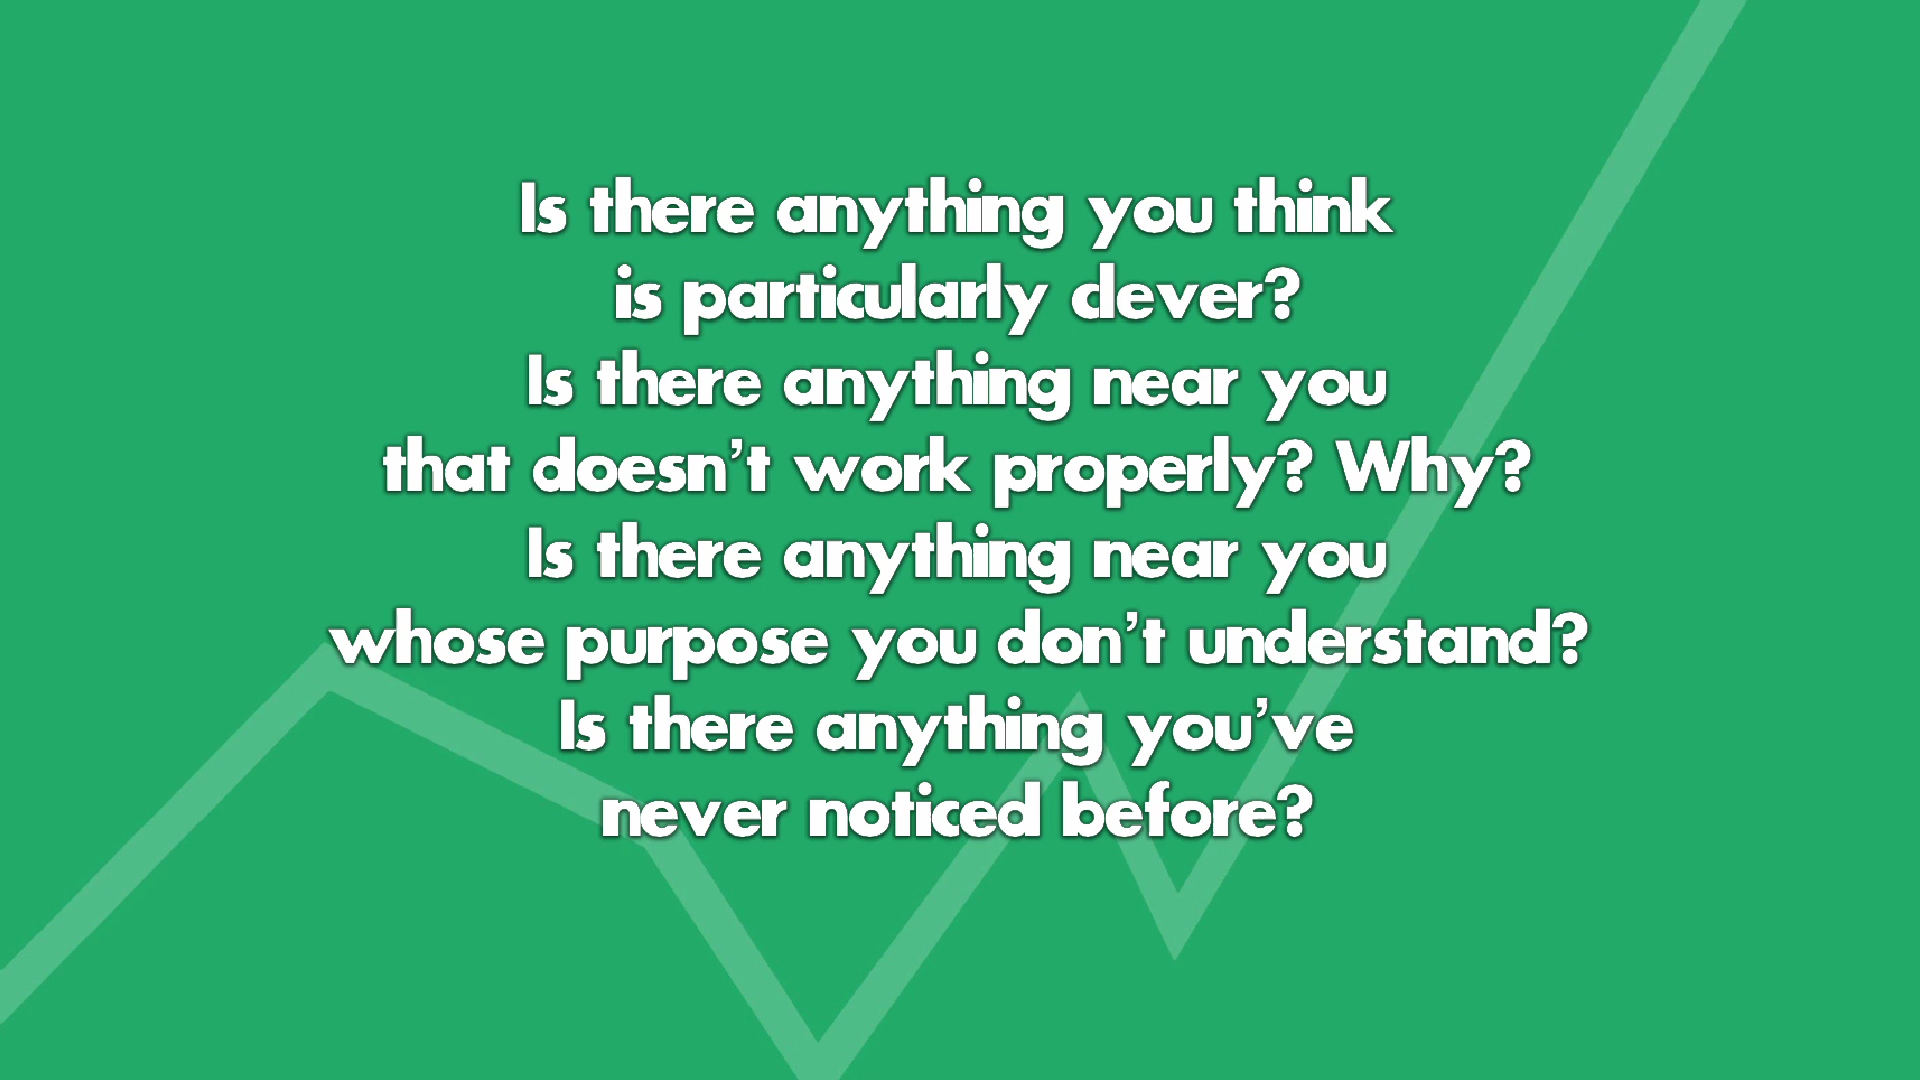 Is there anything you think
is particularly clever?
Is there anything near you
that doesn't work properly? Why?
Is there anything near you
whose purpose you don't understand?
Is there anything you've
never noticed before?